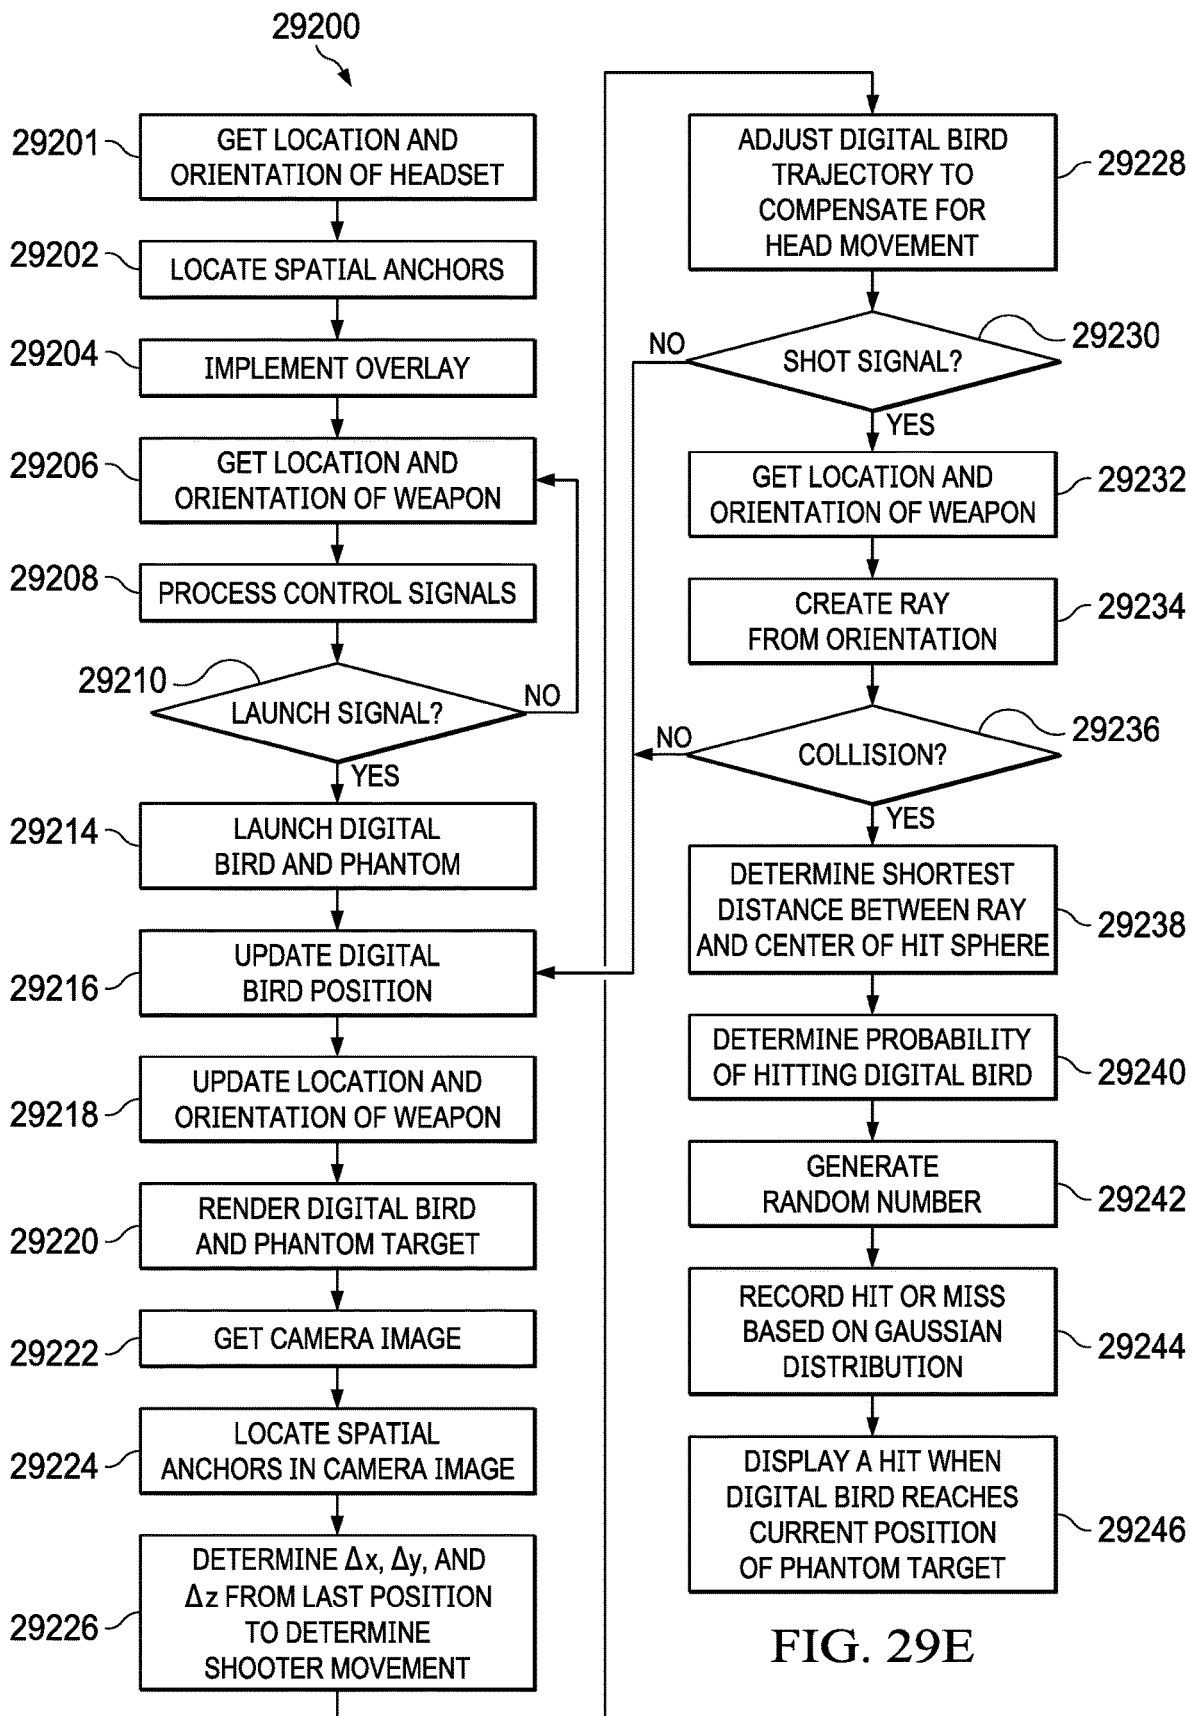 29200
29201
GET LOCATION AND
ORIENTATION OF HEADSET
29202
LOCATE SPATIAL ANCHORS
29204
IMPLEMENT OVERLAY
29206
GET LOCATION AND
ORIENTATION OF WEAPON
29208
PROCESS CONTROL SIGNALS
29210
LAUNCH SIGNAL?
NO
YES
29214
LAUNCH DIGITAL
BIRD AND PHANTOM
29216
UPDATE DIGITAL
BIRD POSITION
29218
UPDATE LOCATION AND
ORIENTATION OF WEAPON
29220
RENDER DIGITAL BIRD
AND PHANTOM TARGET
29222
GET CAMERA IMAGE
29224
LOCATE SPATIAL
ANCHORS IN CAMERA IMAGE
29226
DETERMINE Δx, Δy, AND
Δz FROM LAST POSITION
TO DETERMINE
SHOOTER MOVEMENT
ADJUST DIGITAL BIRD
TRAJECTORY TO
COMPENSATE FOR
HEAD MOVEMENT
29228
29230
NO
SHOT SIGNAL?
YES
GET LOCATION AND
ORIENTATION OF WEAPON
29232
CREATE RAY
FROM ORIENTATION
29234
29236
NO
COLLISION?
YES
DETERMINE SHORTEST
DISTANCE BETWEEN RAY
AND CENTER OF HIT SPHERE
29238
DETERMINE PROBABILITY
OF HITTING DIGITAL BIRD
29240
GENERATE
RANDOM NUMBER
29242
RECORD HIT OR MISS
BASED ON GAUSSIAN
DISTRIBUTION
29244
DISPLAY A HIT WHEN
DIGITAL BIRD REACHES
CURRENT POSITION
OF PHANTOM TARGET
29246
FIG. 29E